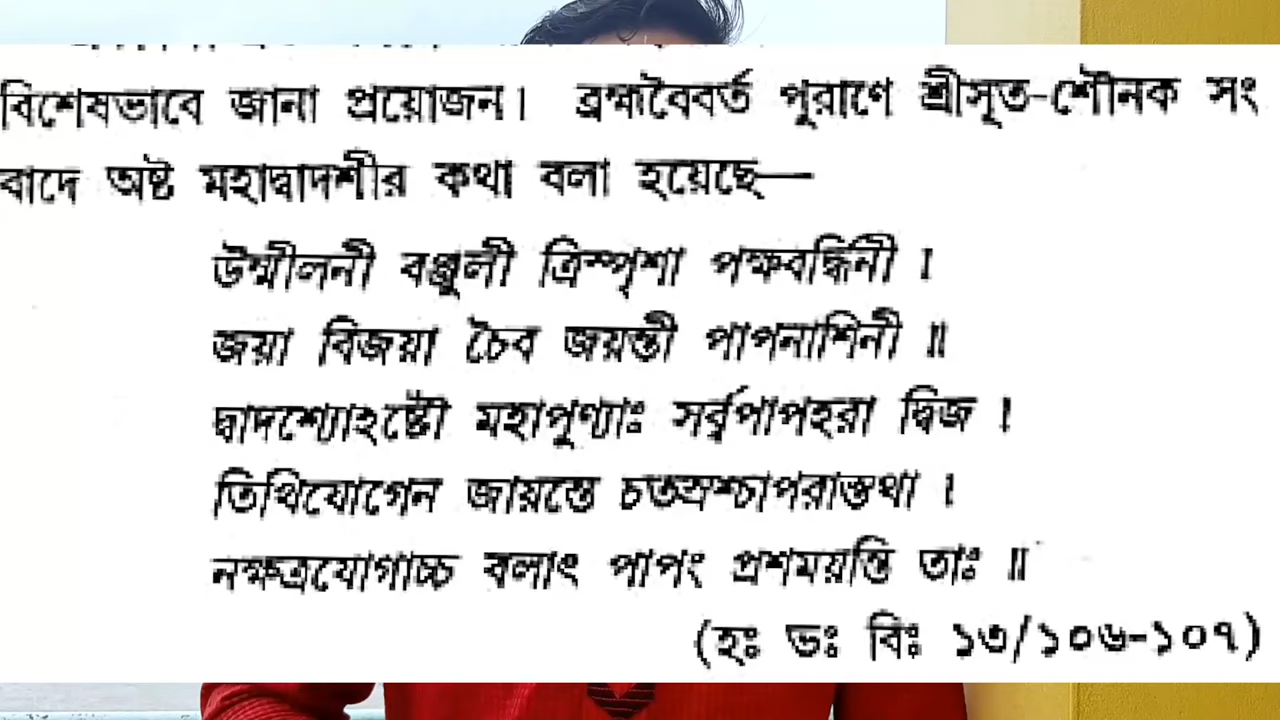 বিশেষভাবে জানা প্রয়োজন। ব্রহ্মবৈবর্ত পুরাণে শ্রীসূত-শৌনক সং
বাদে অষ্ট মহাদ্বাদশীর কথা বলা হয়েছে—
উন্মীলনী বঞ্জুলী ত্রিস্পৃশা পক্ষবর্দ্ধিনী ।
জয়া বিজয়া চৈব জয়ন্তী পাপনাশিনী ॥
দ্বাদশ্যোঽষ্টৌ মহাপুণ্যাঃ সর্ব্বপাপহরা দ্বিজ ।
তিথিযোগেন জায়ন্তে চতস্রশ্চাপরাস্তথা ।
নক্ষত্রযোগাচ্চ বলাৎ পাপং প্রশময়ন্তি তাঃ ॥
(হঃ ভঃ বিঃ ১৩/১০৬-১০৭)